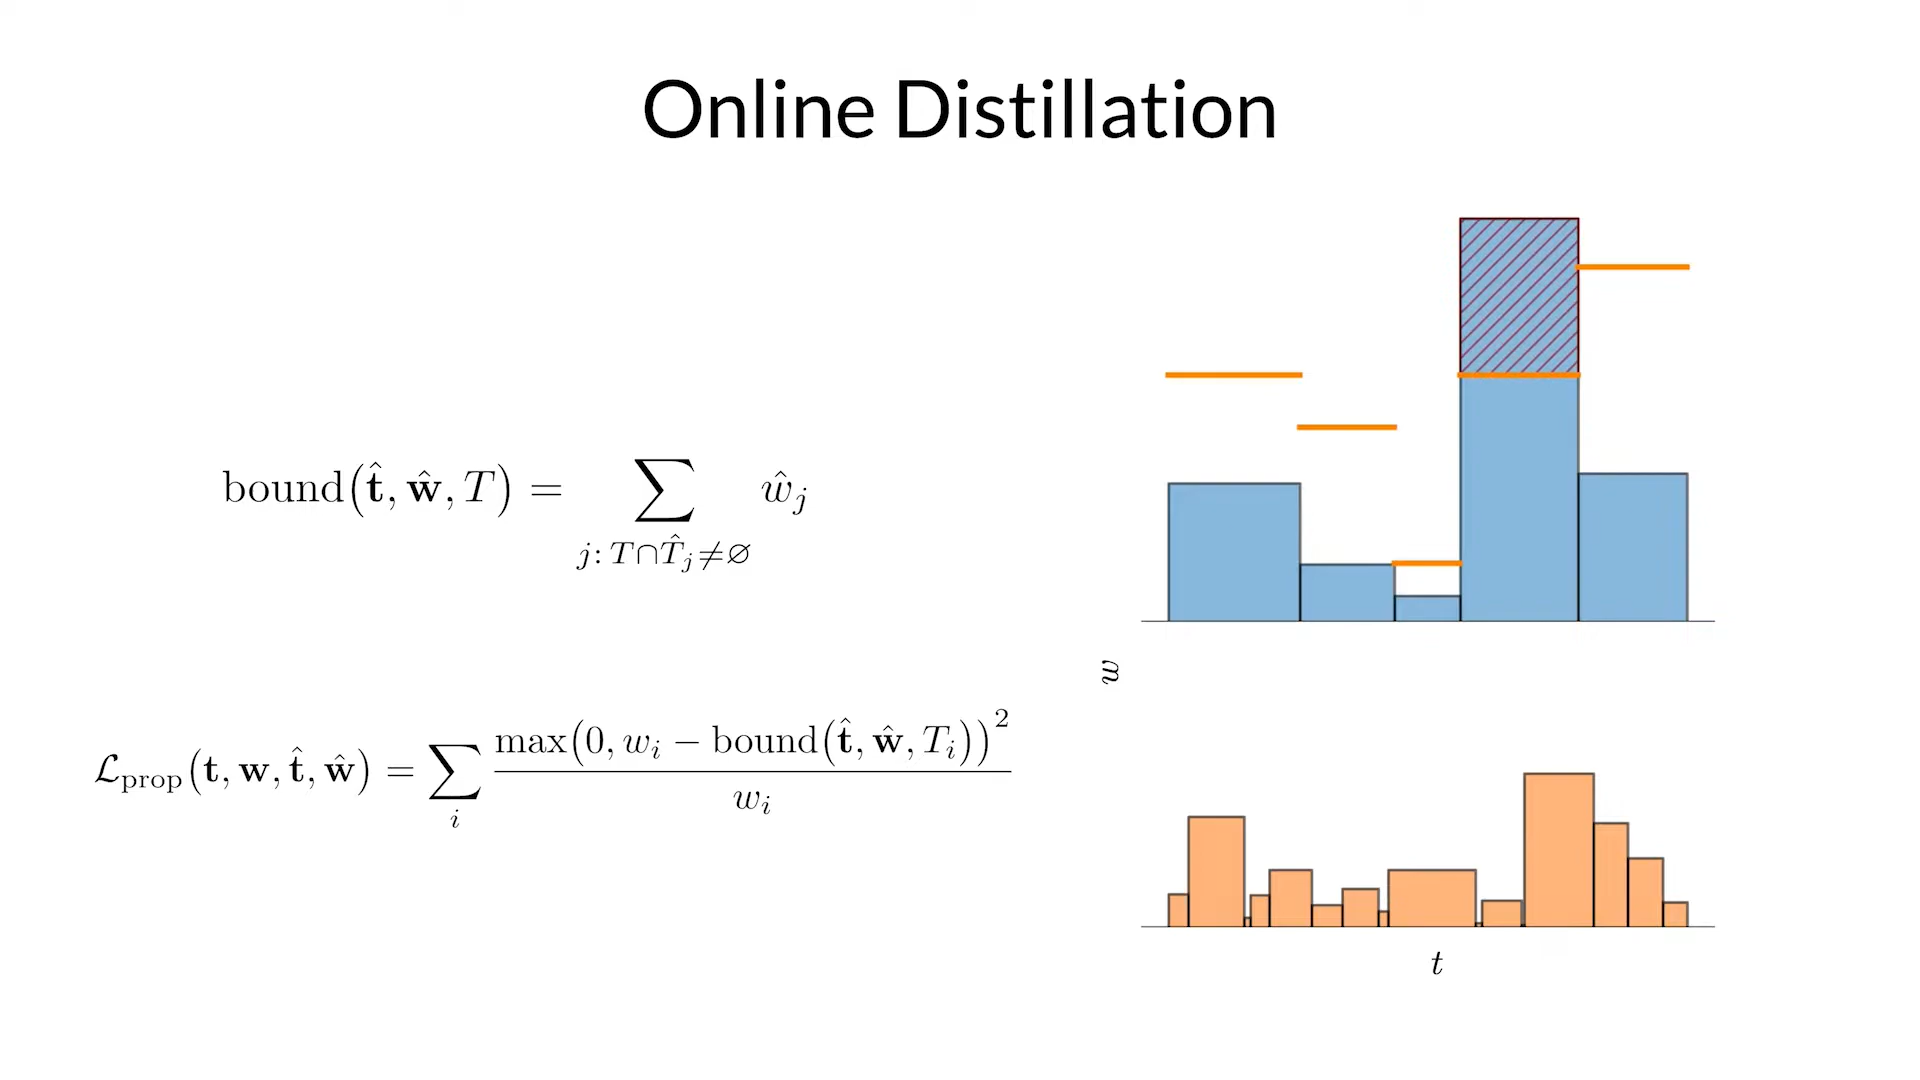 Online Distillation
bound(t̂, ŵ, T) = ∑_{j: T∩T̂_j≠∅} ŵ_j
ℒ_prop(t, w, t̂, ŵ) = ∑_i max(0, w_i − bound(t̂, ŵ, T_i))² / w_i
w
t